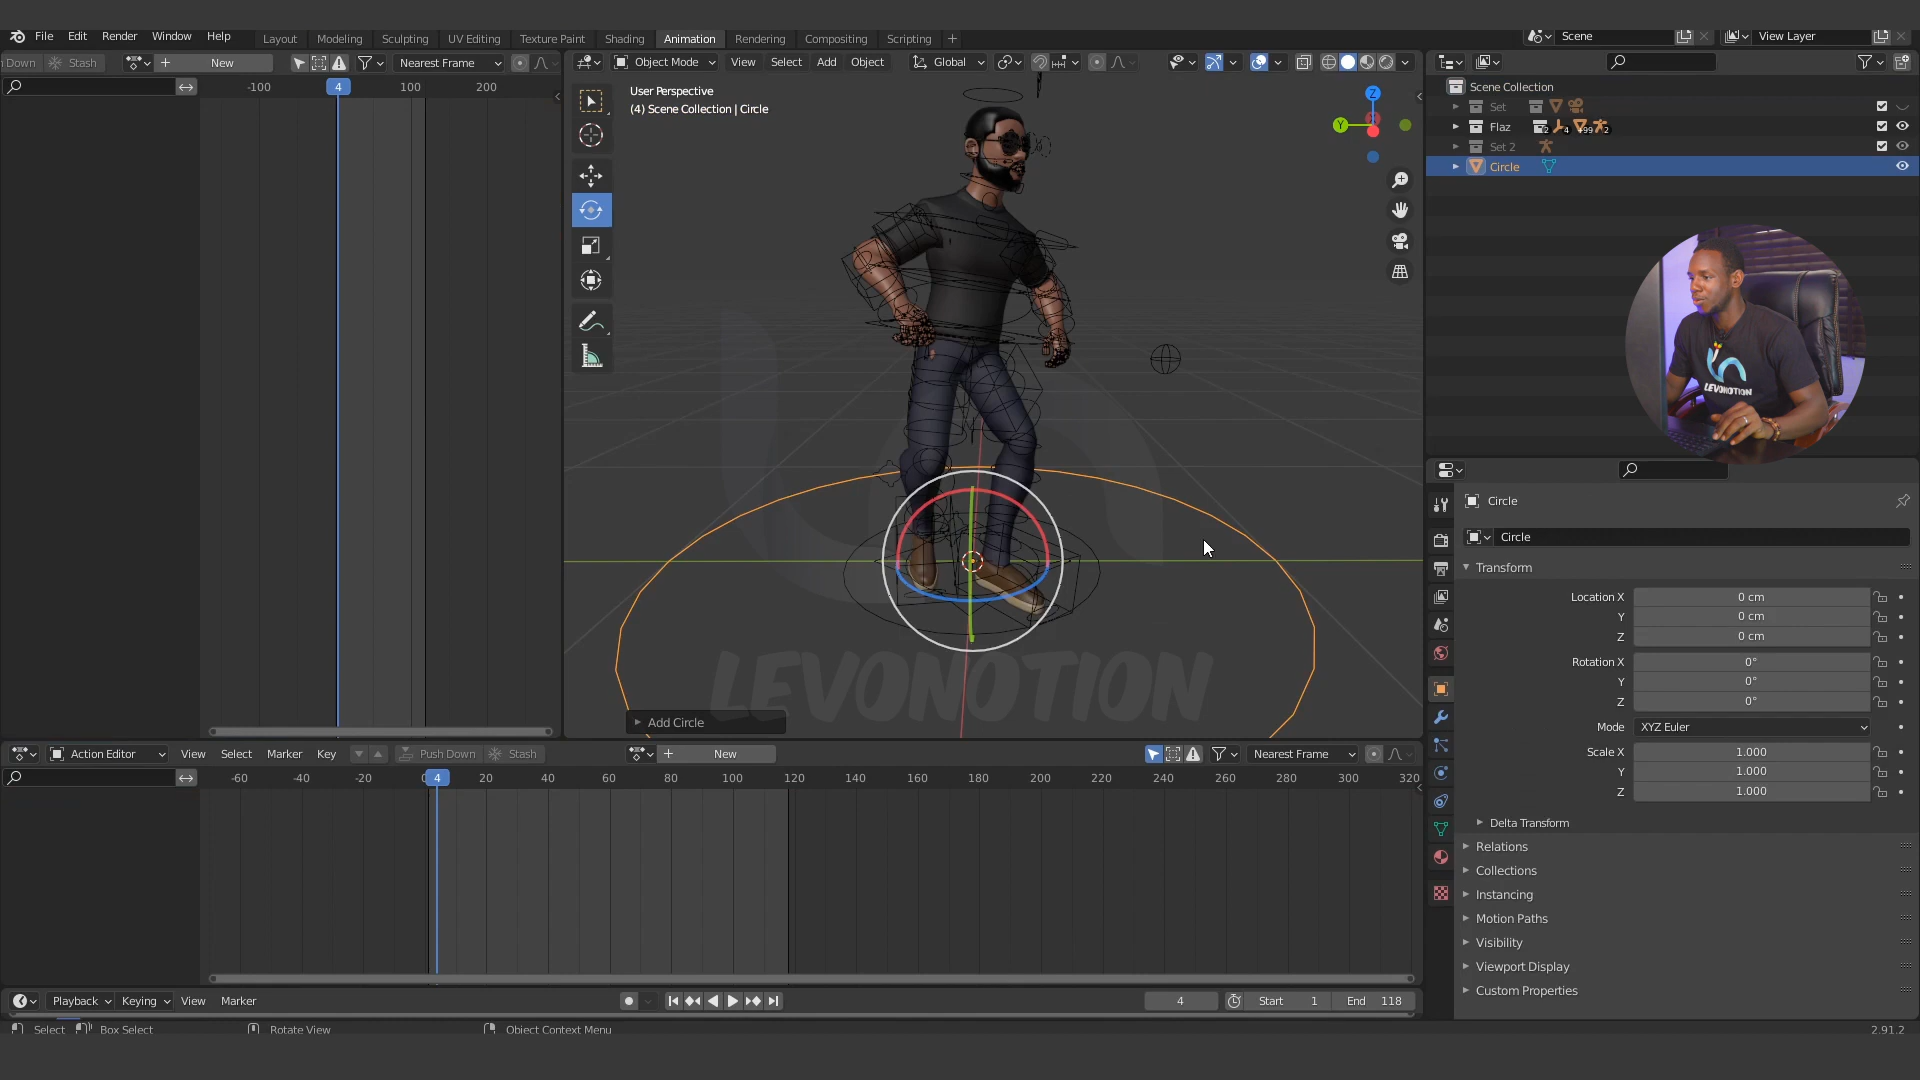 File Edit Render Window Help
Layout Modeling Sculpting UV Editing Texture Paint Shading Animation Rendering Compositing Scripting
Scene View Layer
Down Stash New Nearest Frame
Object Mode View Select Add Object Global
-100 4 100 200
User Perspective
(4) Scene Collection | Circle
Z
Y
Scene Collection
Set
Flaz 2 4 99 2
Set 2
Circle
LEVONOTION
LEVONOTION
Add Circle
Circle
Circle
Transform
Location X 0 cm
Y 0 cm
Z 0 cm
Rotation X 0°
Y 0°
Z 0°
Mode XYZ Euler
Scale X 1.000
Y 1.000
Z 1.000
Delta Transform
Relations
Collections
Instancing
Motion Paths
Visibility
Viewport Display
Custom Properties
Action Editor View Select Marker Key Push Down Stash New Nearest Frame
-60 -40 -20 0 4 20 40 60 80 100 120 140 160 180 200 220 240 260 280 300 320
Playback Keying View Marker 4 Start 1 End 118
Select Box Select Rotate View Object Context Menu 2.91.2